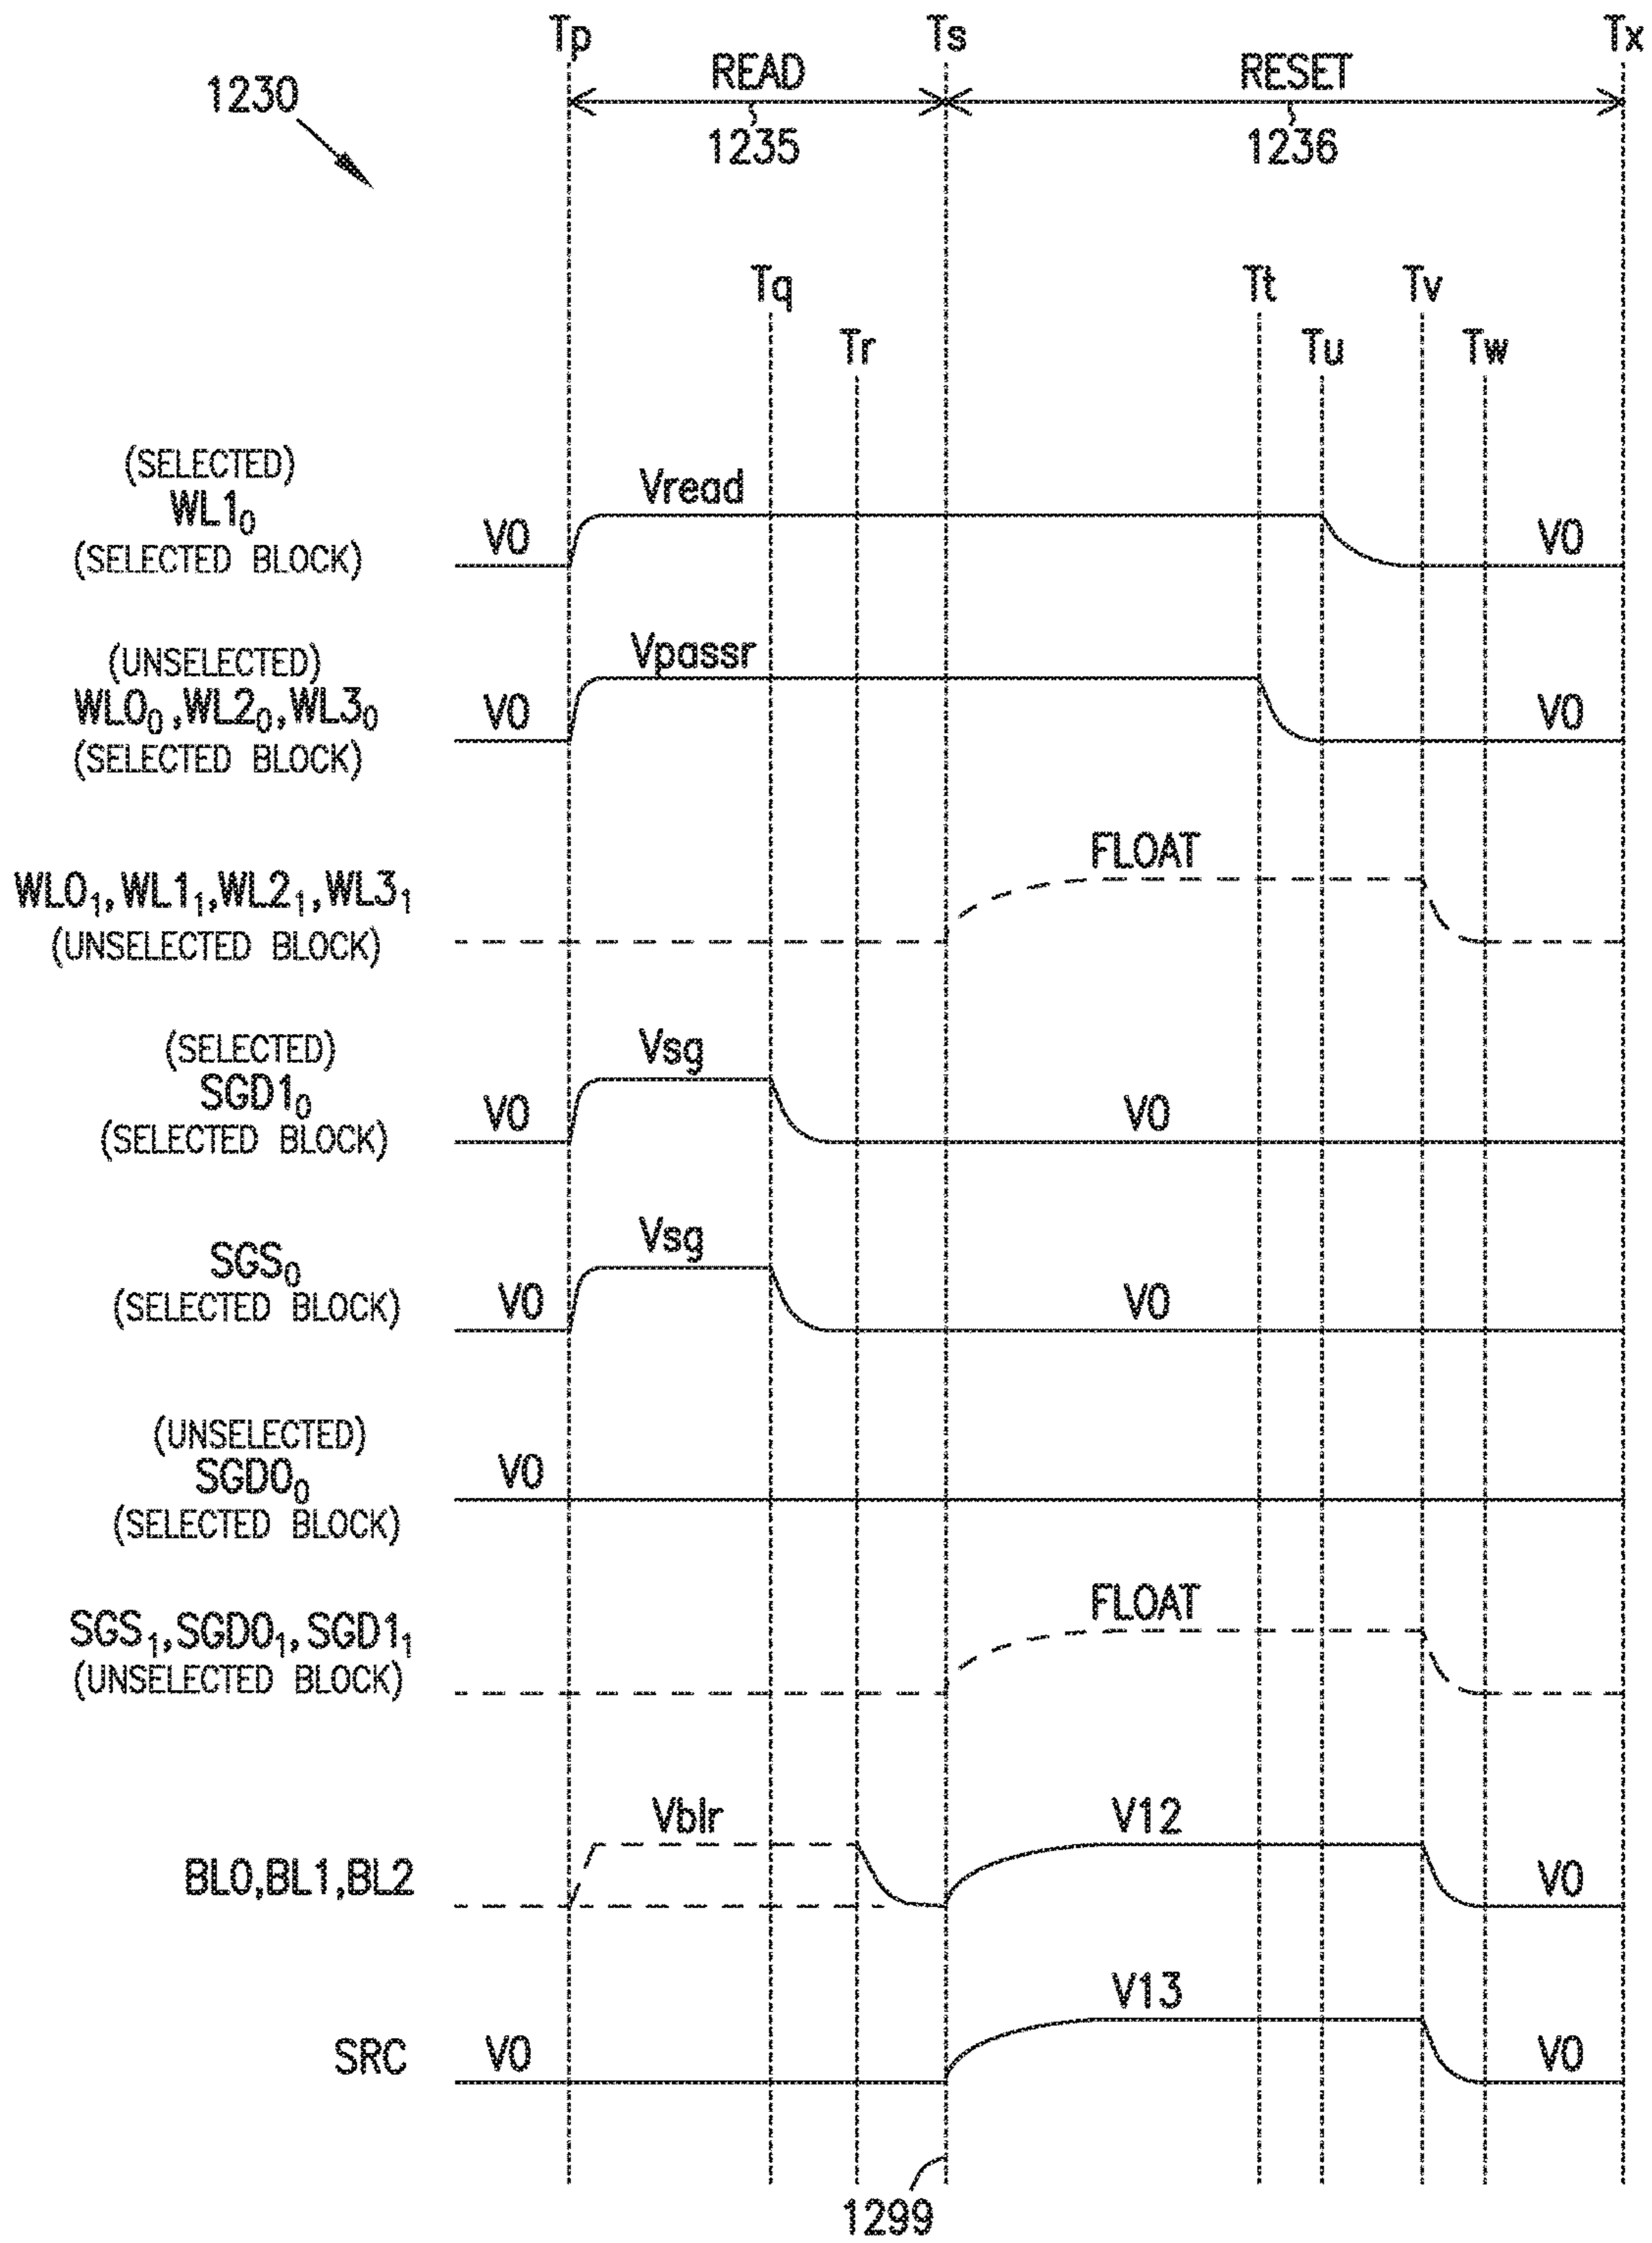 Tp Ts Tx
READ RESET
1230
1235 1236
Tq Tt Tv
Tr Tu Tw
(SELECTED)
WL1₀
(SELECTED BLOCK)
V0 Vread V0
(UNSELECTED)
WL0₀,WL2₀,WL3₀
(SELECTED BLOCK)
V0 Vpassr V0
WL0₁,WL1₁,WL2₁,WL3₁
(UNSELECTED BLOCK)
FLOAT
(SELECTED)
SGD1₀
(SELECTED BLOCK)
V0 Vsg V0
SGS₀
(SELECTED BLOCK)
V0 Vsg V0
(UNSELECTED)
SGD0₀
(SELECTED BLOCK)
V0
SGS₁,SGD0₁,SGD1₁
(UNSELECTED BLOCK)
FLOAT
BL0,BL1,BL2
Vblr V12 V0
SRC V0 V13 V0
1299